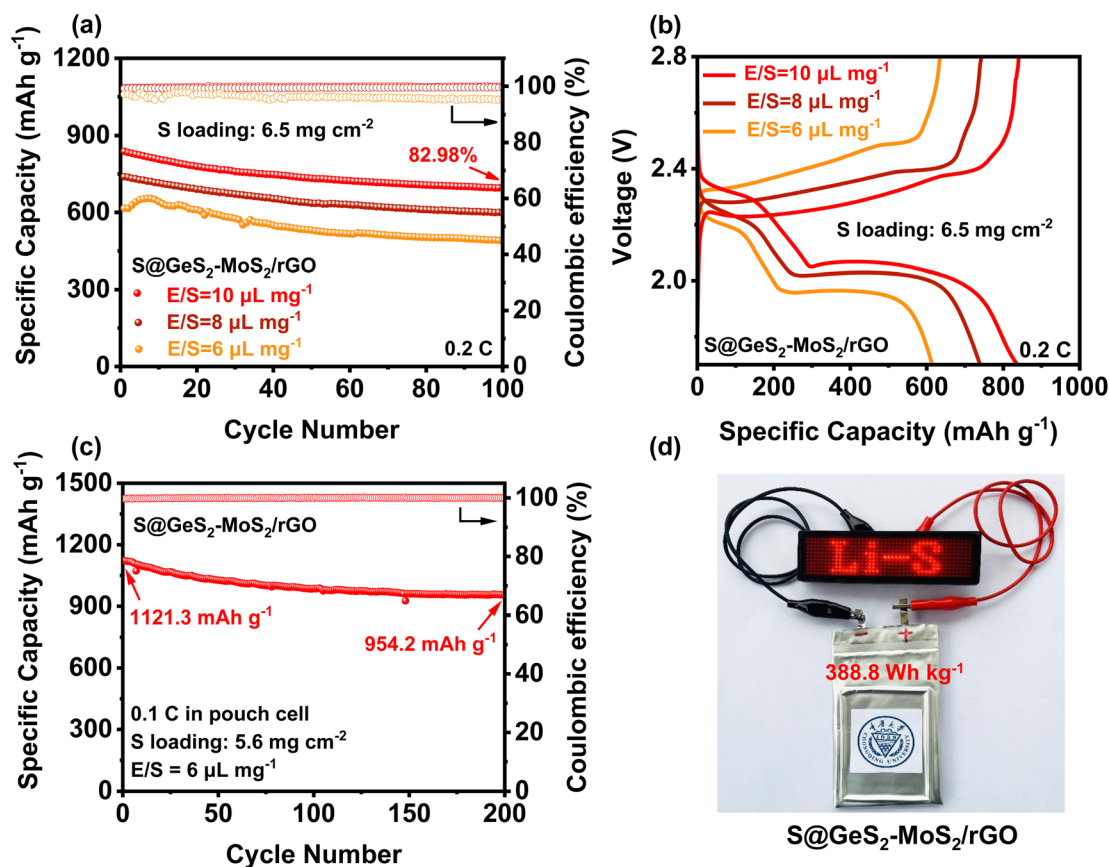 (a)
1200
900
600
300
0
Specific Capacity (mAh g⁻¹)
100
80
60
40
20
0
Coulombic efficiency (%)
S loading: 6.5 mg cm⁻²
82.98%
S@GeS₂-MoS₂/rGO
E/S=10 µL mg⁻¹
E/S=8 µL mg⁻¹
E/S=6 µL mg⁻¹
0.2 C
0 20 40 60 80 100
Cycle Number
(b)
2.8
2.4
2.0
Voltage (V)
E/S=10 µL mg⁻¹
E/S=8 µL mg⁻¹
E/S=6 µL mg⁻¹
S loading: 6.5 mg cm⁻²
S@GeS₂-MoS₂/rGO
0.2 C
0 200 400 600 800 1000
Specific Capacity (mAh g⁻¹)
(c)
1500
1200
900
600
300
0
Specific Capacity (mAh g⁻¹)
100
80
60
40
20
0
Coulombic efficiency (%)
S@GeS₂-MoS₂/rGO
1121.3 mAh g⁻¹
954.2 mAh g⁻¹
0.1 C in pouch cell
S loading: 5.6 mg cm⁻²
E/S = 6 µL mg⁻¹
0 50 100 150 200
Cycle Number
(d)
Li-S
- +
388.8 Wh kg⁻¹
1929
CHONGQING UNIVERSITY
S@GeS₂-MoS₂/rGO